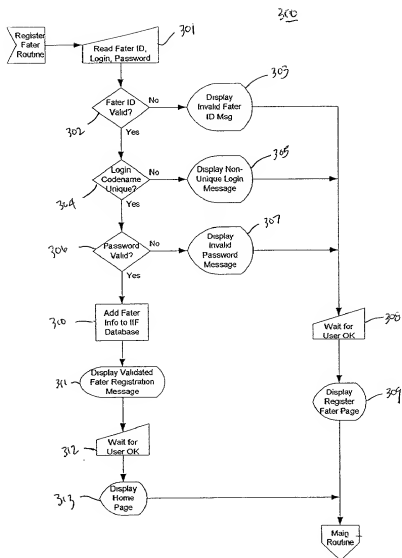 300
Register
Fater
Routine
301
Read Fater ID,
Login, Password
303
Fater ID
Valid?
302
No
Yes
Display
Invalid Fater
ID Msg
305
Login
Codename
Unique?
304
No
Yes
Display Non-
Unique Login
Message
307
Password
Valid?
306
No
Yes
Display
Invalid
Password
Message
310
Add Fater
Info to IIF
Database
Wait for
User OK
308
311
Display Validated
Fater Registration
Message
Display
Register
Fater Page
309
312
Wait for
User OK
313
Display
Home
Page
Main
Routine